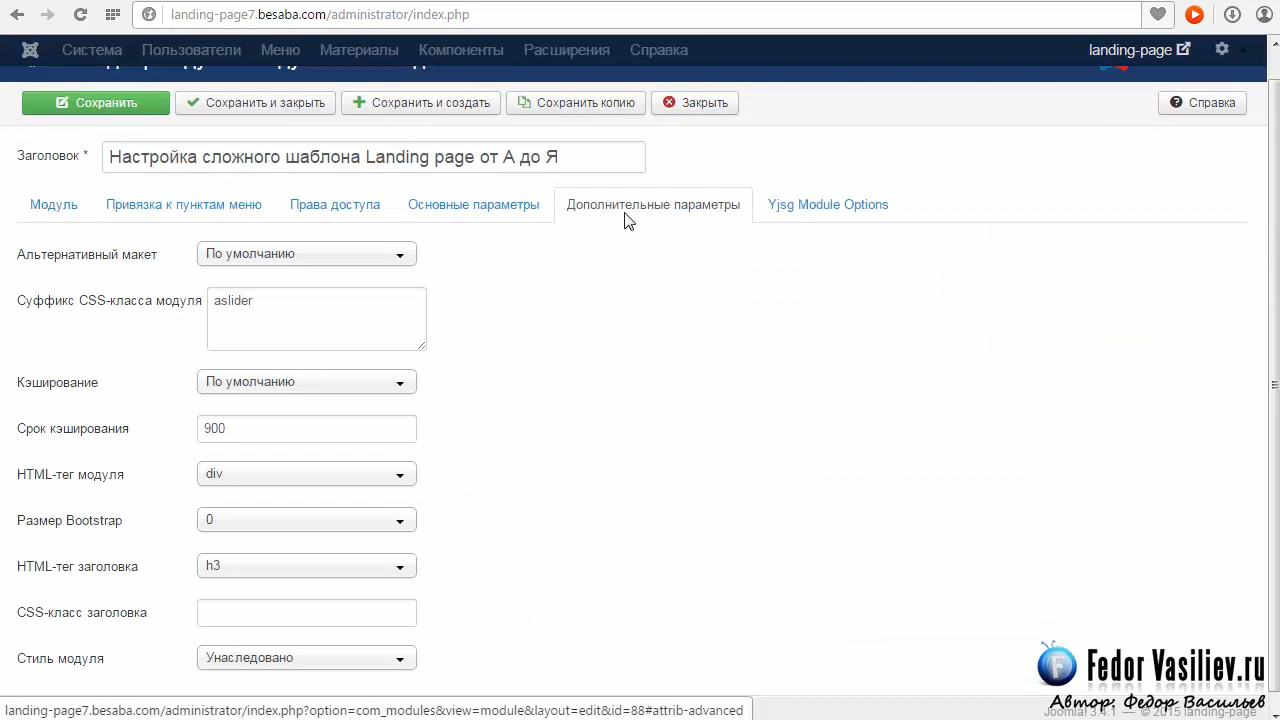 landing-page7.besaba.com/administrator/index.php
Система Пользователи Меню Материалы Компоненты Расширения Справка landing-page
Сохранить Сохранить и закрыть Сохранить и создать Сохранить копию Закрыть Справка
Заголовок * Настройка сложного шаблона Landing page от А до Я
Модуль Привязка к пунктам меню Права доступа Основные параметры Дополнительные параметры Yjsg Module Options
Альтернативный макет По умолчанию
Суффикс CSS-класса модуля aslider
Кэширование По умолчанию
Срок кэширования 900
HTML-тег модуля div
Размер Bootstrap 0
HTML-тег заголовка h3
CSS-класс заголовка
Стиль модуля Унаследовано
Fedor Vasiliev.ru
Автор: Федор Васильев
landing-page7.besaba.com/administrator/index.php?option=com_modules&view=module&layout=edit&id=88#attrib-advanced
Joomla! 3.4.1 — © 2015 landing-page